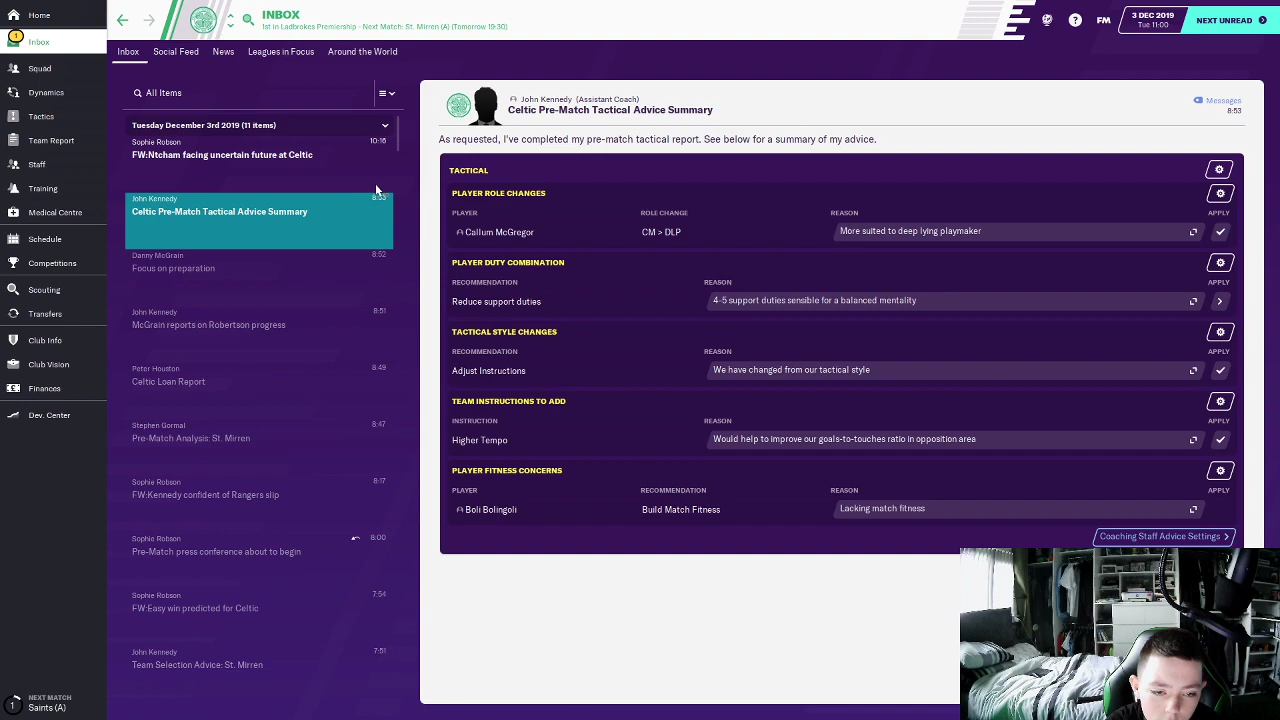 INBOX
1st in Ladbrokes Premiership - Next Match: St. Mirren (A) (Tomorrow 19:30)
FM
3 DEC 2019
Tue 11:00
NEXT UNREAD
1
Inbox
Squad
Dynamics
Tactics
Team Report
Staff
Training
Medical Centre
Schedule
Competitions
Scouting
Transfers
Club Info
Club Vision
Finances
Dev. Center
1
NEXT MATCH
Saints (A)
Inbox Social Feed News Leagues in Focus Around the World
All Items
Tuesday December 3rd 2019 (11 items)
Sophie Robson 10:16
FW:Ntcham facing uncertain future at Celtic
John Kennedy 8:53
Celtic Pre-Match Tactical Advice Summary
Danny McGrain 8:52
Focus on preparation
John Kennedy 8:51
McGrain reports on Robertson progress
Peter Houston 8:49
Celtic Loan Report
Stephen Gormal 8:47
Pre-Match Analysis: St. Mirren
Sophie Robson 8:17
FW:Kennedy confident of Rangers slip
Sophie Robson 8:00
Pre-Match press conference about to begin
Sophie Robson 7:54
FW:Easy win predicted for Celtic
John Kennedy 7:51
Team Selection Advice: St. Mirren
John Kennedy (Assistant Coach)
Celtic Pre-Match Tactical Advice Summary
Messages
8:53
As requested, I've completed my pre-match tactical report. See below for a summary of my advice.
TACTICAL
PLAYER ROLE CHANGES
PLAYER ROLE CHANGE REASON APPLY
Callum McGregor CM > DLP More suited to deep lying playmaker
PLAYER DUTY COMBINATION
RECOMMENDATION REASON APPLY
Reduce support duties 4-5 support duties sensible for a balanced mentality
TACTICAL STYLE CHANGES
RECOMMENDATION REASON APPLY
Adjust Instructions We have changed from our tactical style
TEAM INSTRUCTIONS TO ADD
INSTRUCTION REASON APPLY
Higher Tempo Would help to improve our goals-to-touches ratio in opposition area
PLAYER FITNESS CONCERNS
PLAYER RECOMMENDATION REASON APPLY
Boli Bolingoli Build Match Fitness Lacking match fitness
Coaching Staff Advice Settings